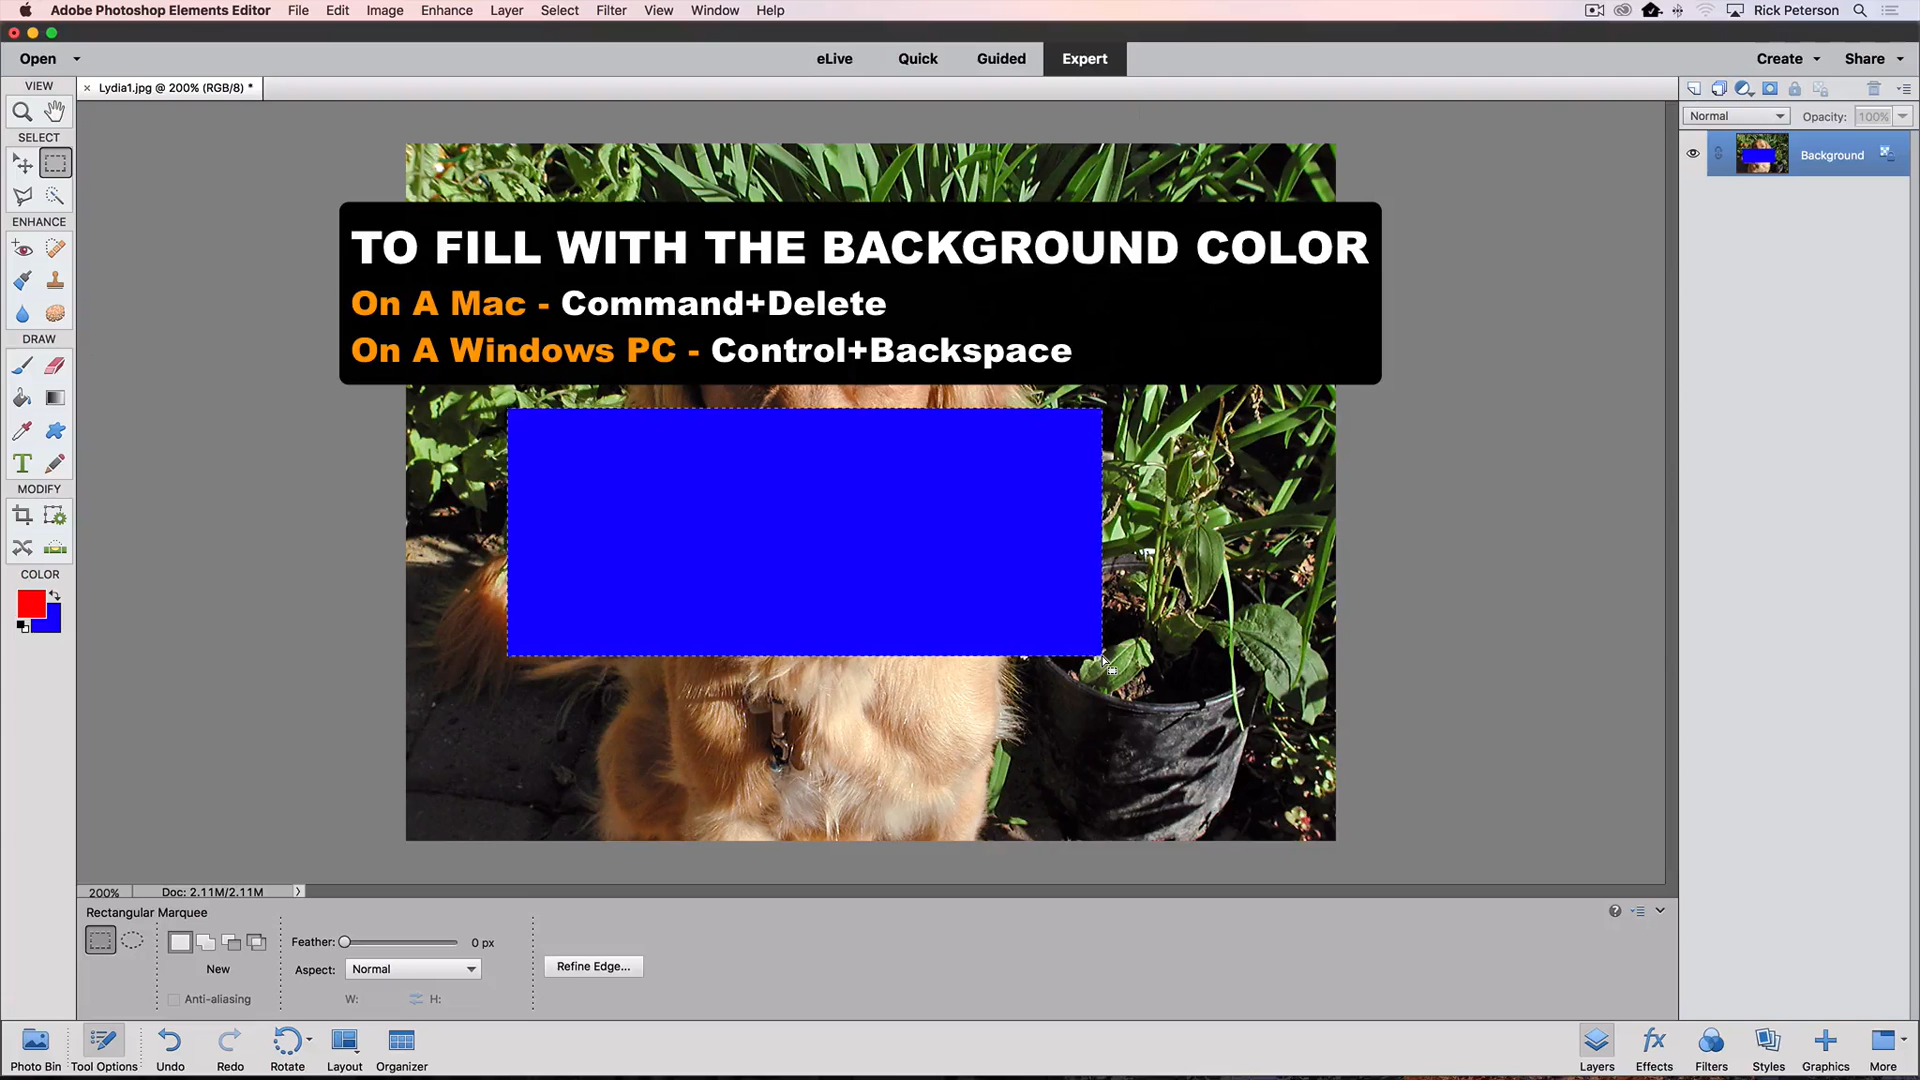 Adobe Photoshop Elements Editor File Edit Image Enhance Layer Select Filter View Window Help Rick Peterson
Open eLive Quick Guided Expert Create Share
VIEW
× Lydia1.jpg @ 200% (RGB/8) *
Normal Opacity: 100%
SELECT
Background
ENHANCE
TO FILL WITH THE BACKGROUND COLOR
On A Mac - Command+Delete
DRAW
On A Windows PC - Control+Backspace
T
MODIFY
COLOR
200% Doc: 2.11M/2.11M
Rectangular Marquee
Feather: 0 px
New
Aspect: Normal
Refine Edge...
Anti-aliasing W: H:
Photo Bin Tool Options Undo Redo Rotate Layout Organizer
fx
Layers Effects Filters Styles Graphics More